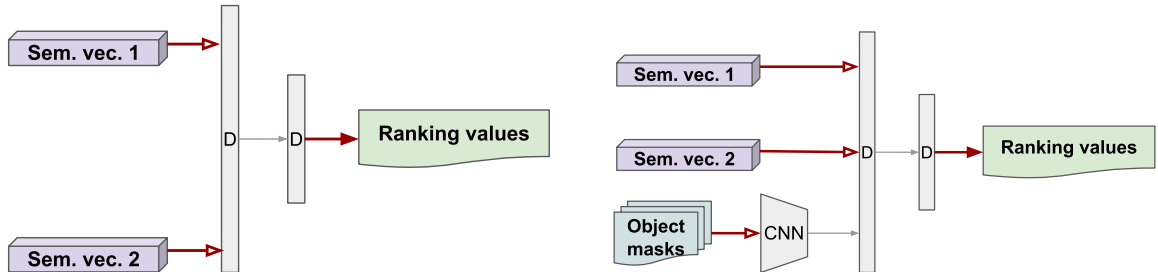 Sem. vec. 1
D
D
Ranking values
Sem. vec. 2
Sem. vec. 1
Sem. vec. 2
D
D
Ranking values
Object
masks
CNN